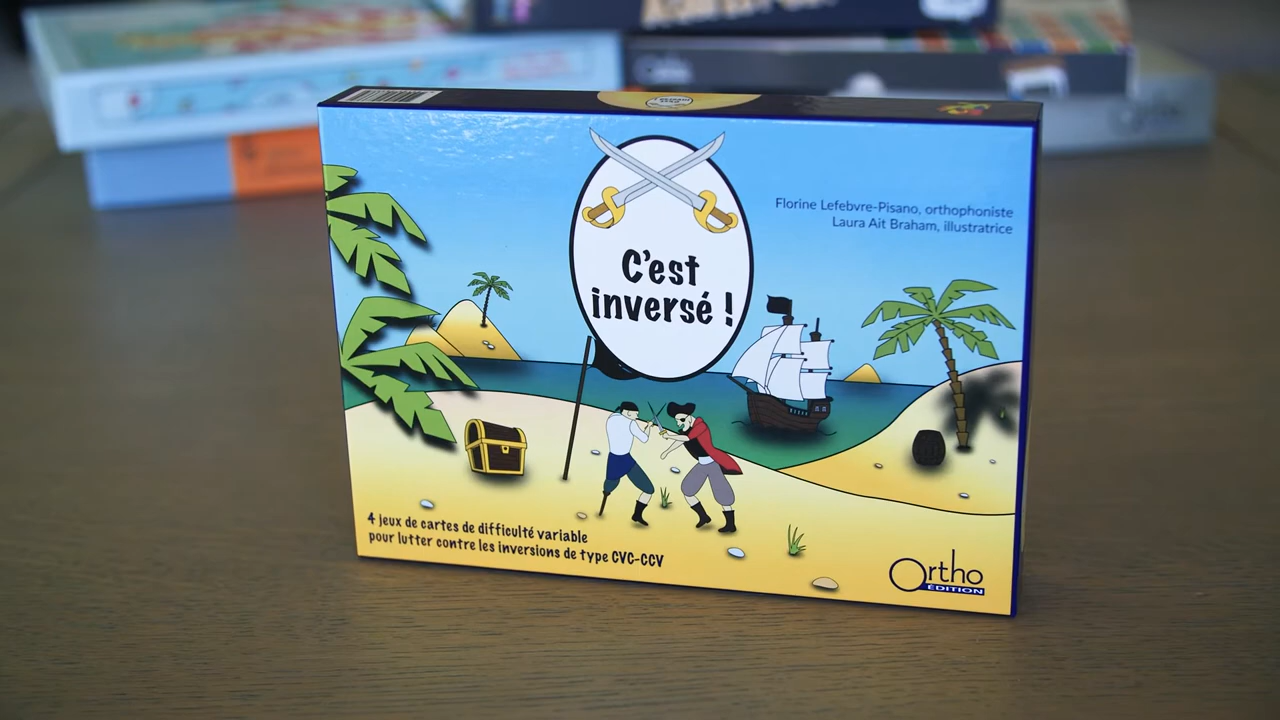 Florine Lefebvre-Pisano, orthophoniste
Laura Ait Braham, illustratrice
C'est
inversé !
4 jeux de cartes de difficulté variable
pour lutter contre les inversions de type CVC-CCV
Ortho
ÉDITION